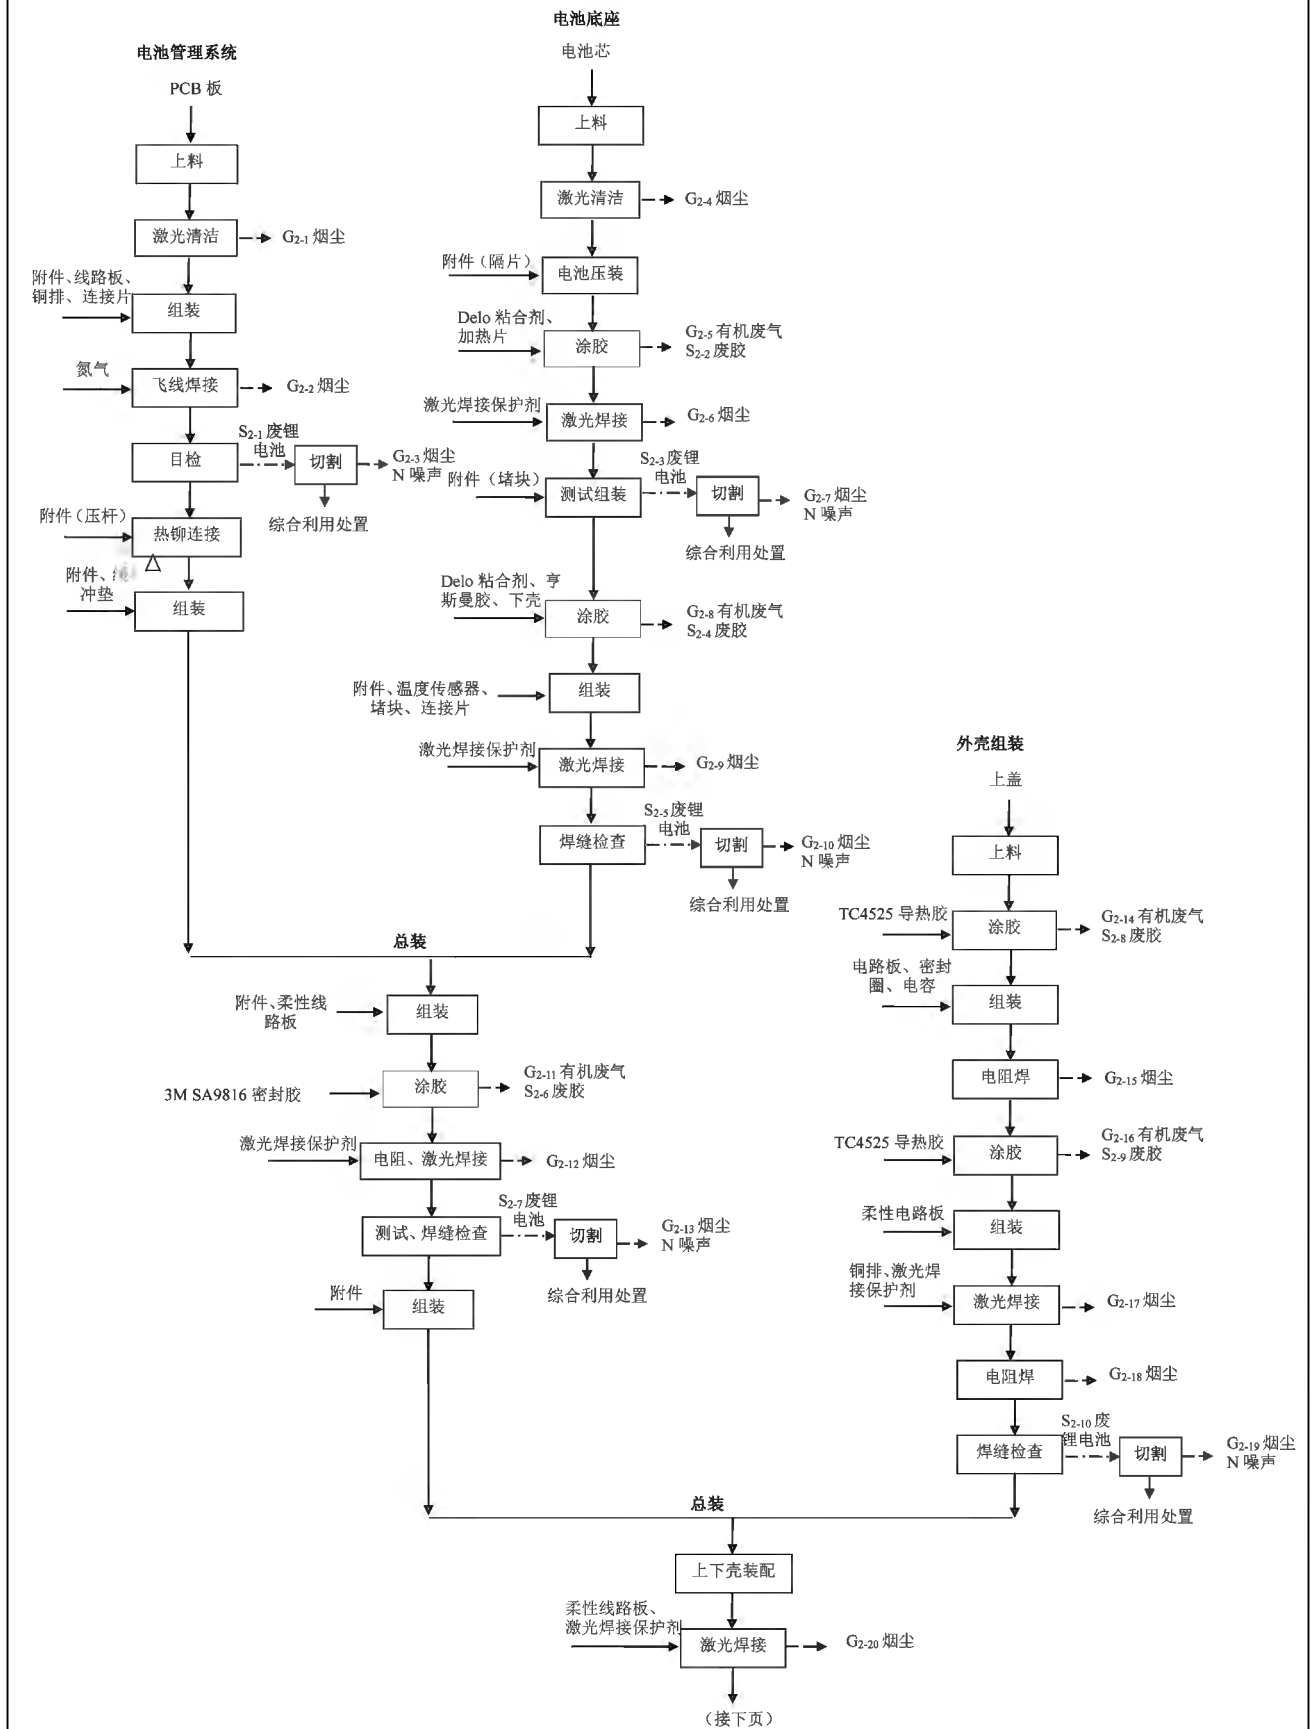 电池管理系统
PCB 板
上料
激光清洁
G2-1 烟尘
附件、线路板、
铜排、连接片
组装
氮气
飞线焊接
G2-2 烟尘
目检
S2-1 废锂
电池
切割
G2-3 烟尘
N 噪声
综合利用处置
附件（压杆）
热铆连接
附件、
冲垫
组装
电池底座
电池芯
上料
激光清洁
G2-4 烟尘
附件（隔片）
电池压装
Delo 粘合剂、
加热片
涂胶
G2-5 有机废气
S2-2 废胶
激光焊接保护剂
激光焊接
G2-6 烟尘
附件（堵块）
测试组装
S2-3 废锂
电池
切割
G2-7 烟尘
N 噪声
综合利用处置
Delo 粘合剂、亨
斯曼胶、下壳
涂胶
G2-8 有机废气
S2-4 废胶
附件、温度传感器、
堵块、连接片
组装
激光焊接保护剂
激光焊接
G2-9 烟尘
焊缝检查
S2-5 废锂
电池
切割
G2-10 烟尘
N 噪声
综合利用处置
总装
附件、柔性线
路板
组装
3M SA9816 密封胶
涂胶
G2-11 有机废气
S2-6 废胶
激光焊接保护剂
电阻、激光焊接
G2-12 烟尘
测试、焊缝检查
S2-7 废锂
电池
切割
G2-13 烟尘
N 噪声
综合利用处置
附件
组装
外壳组装
上盖
上料
TC4525 导热胶
涂胶
G2-14 有机废气
S2-8 废胶
电路板、密封
圈、电容
组装
电阻焊
G2-15 烟尘
TC4525 导热胶
涂胶
G2-16 有机废气
S2-9 废胶
柔性电路板
组装
铜排、激光焊
接保护剂
激光焊接
G2-17 烟尘
电阻焊
G2-18 烟尘
焊缝检查
S2-10 废
锂电池
切割
G2-19 烟尘
N 噪声
综合利用处置
总装
上下壳装配
柔性线路板、
激光焊接保护剂
激光焊接
G2-20 烟尘
（接下页）